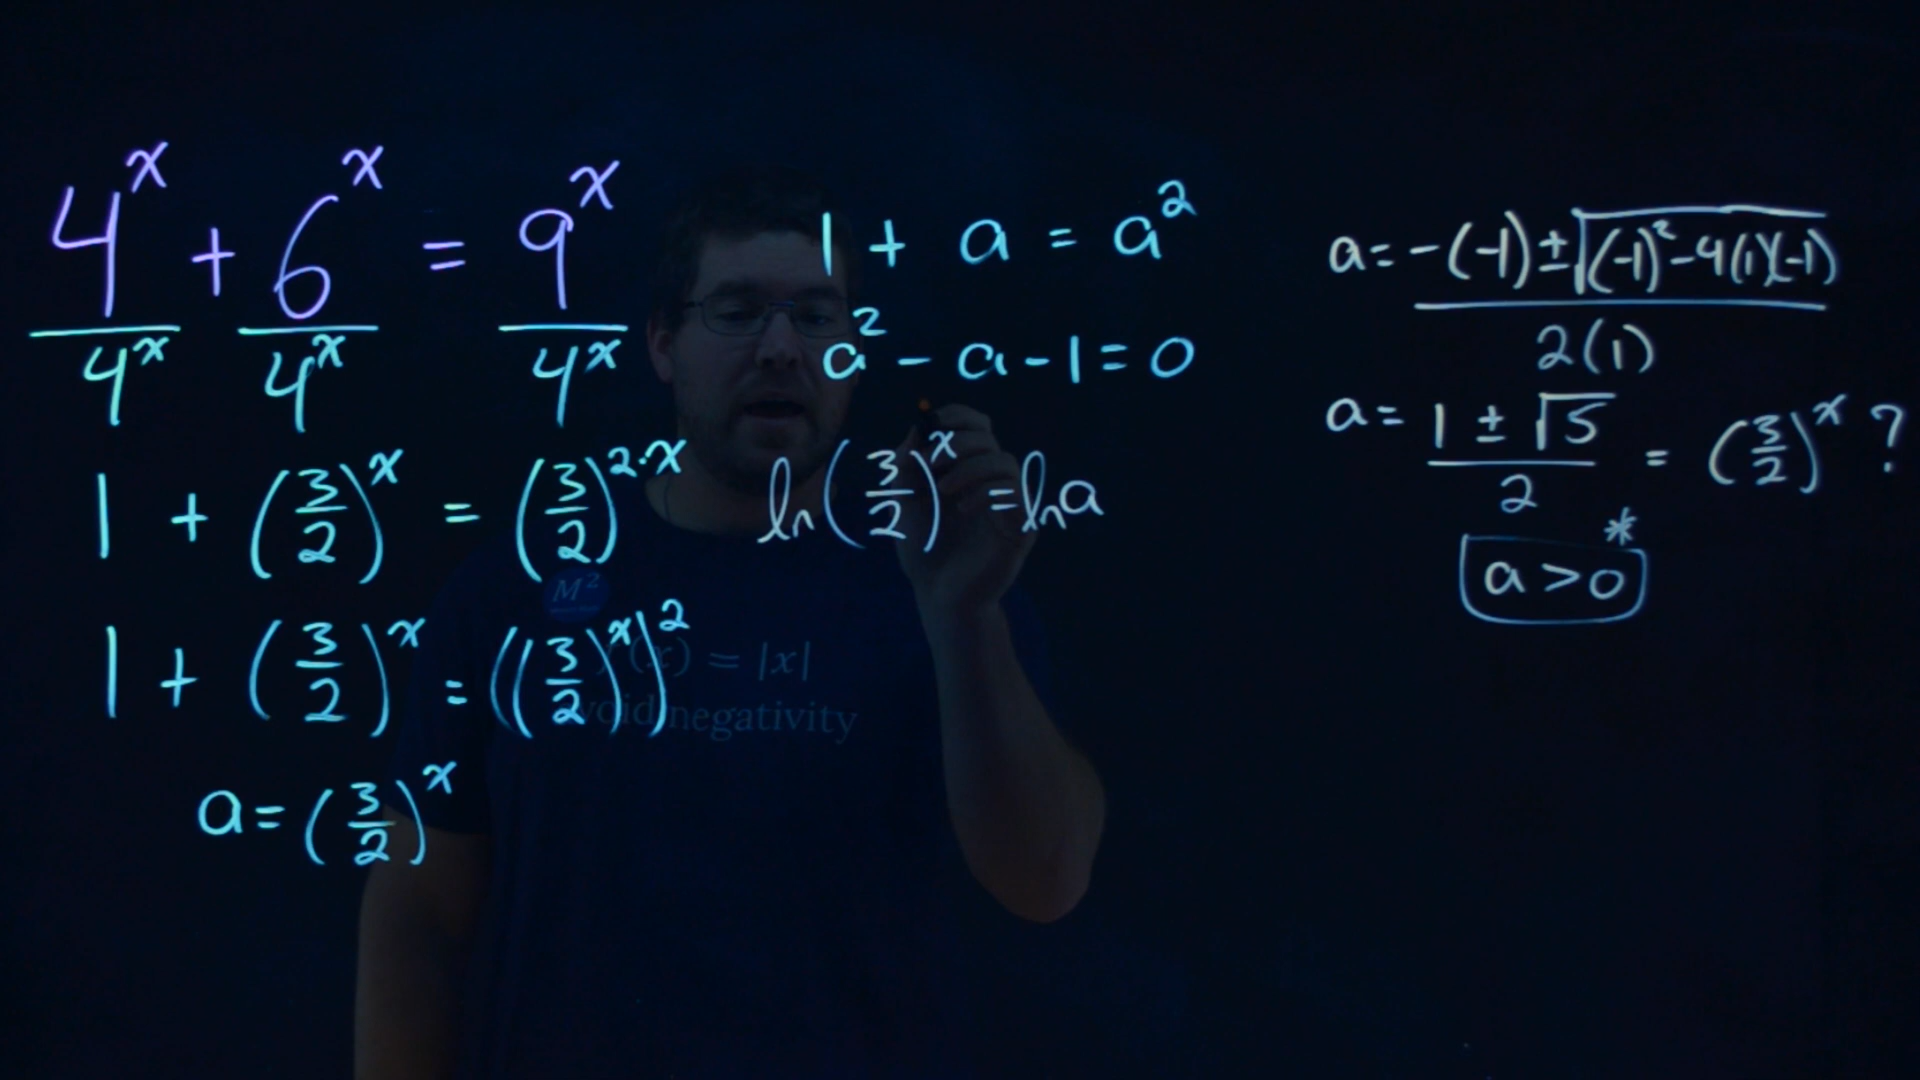 4^x + 6^x = 9^x
4^x 4^x 4^x
1 + (3/2)^x = (3/2)^(2·x)
1 + (3/2)^x = ((3/2)^x)^2
a = (3/2)^x
1 + a = a^2
a^2 - a - 1 = 0
ln(3/2)^x = ln a
a = -(-1) ± √((-1)^2 - 4(1)(-1))
2(1)
a = (1 ± √5)/2 = (3/2)^x ?
*
a > 0
M^2
(x) = |x|
void negativity